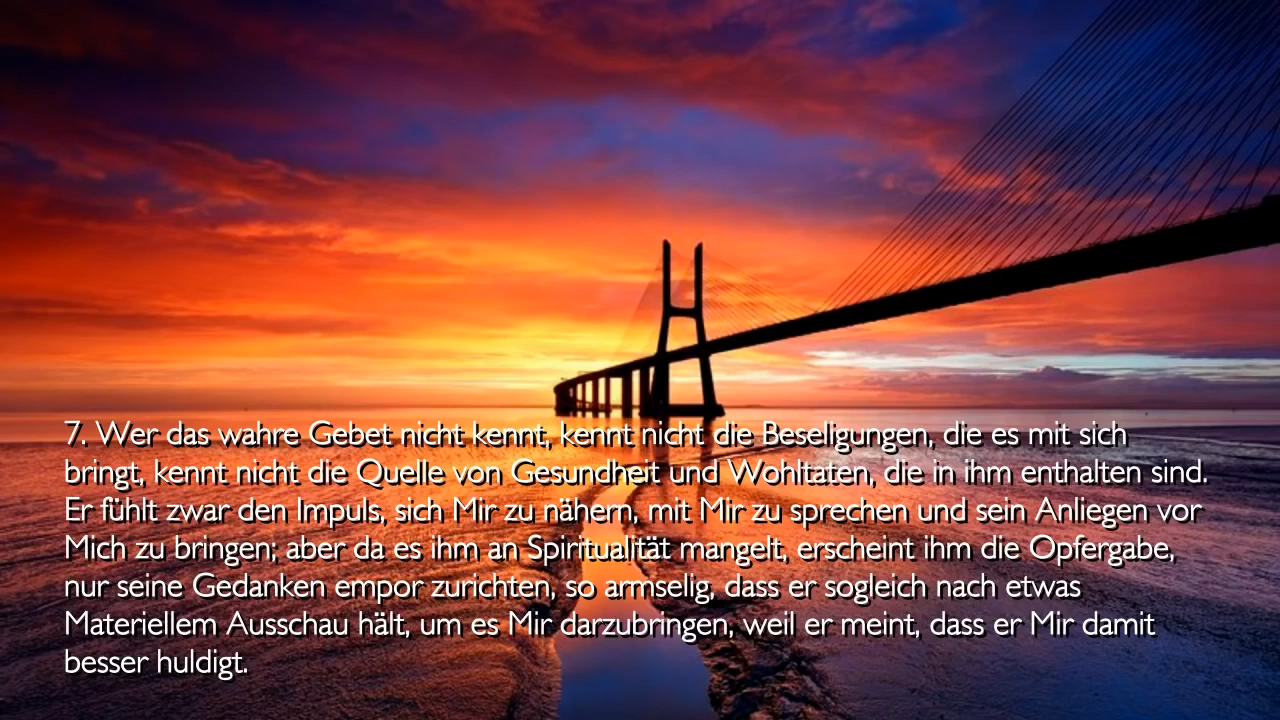 7. Wer das wahre Gebet nicht kennt, kennt nicht die Beseligungen, die es mit sich
bringt, kennt nicht die Quelle von Gesundheit und Wohltaten, die in ihm enthalten sind.
Er fühlt zwar den Impuls, sich Mir zu nähern, mit Mir zu sprechen und sein Anliegen vor
Mich zu bringen; aber da es ihm an Spiritualität mangelt, erscheint ihm die Opfergabe,
nur seine Gedanken empor zurichten, so armselig, dass er sogleich nach etwas
Materiellem Ausschau hält, um es Mir darzubringen, weil er meint, dass er Mir damit
besser huldigt.